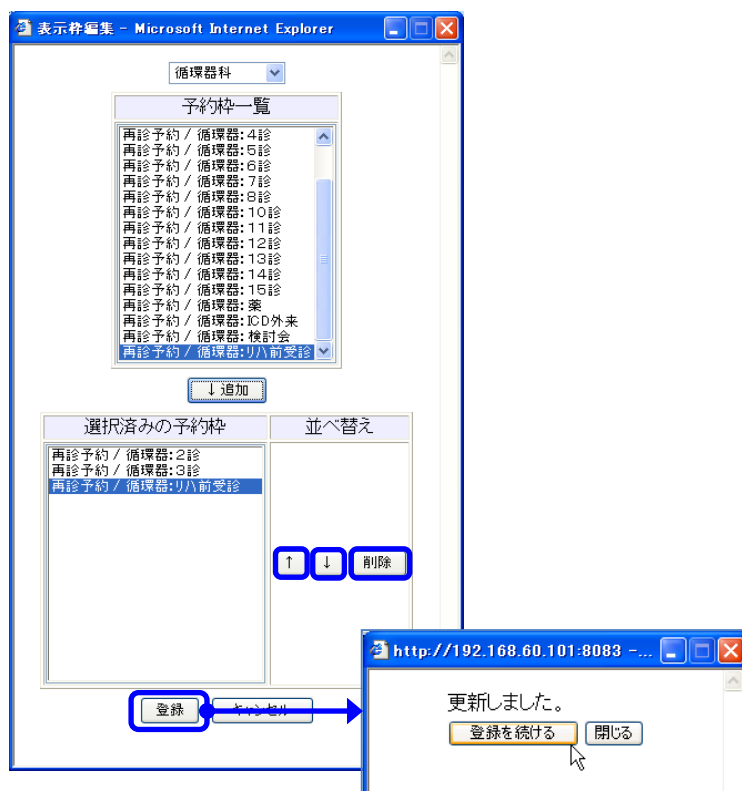 表示枠編集 - Microsoft Internet Explorer
循環器科
予約枠一覧
再診予約 / 循環器:4診
再診予約 / 循環器:5診
再診予約 / 循環器:6診
再診予約 / 循環器:7診
再診予約 / 循環器:8診
再診予約 / 循環器:10診
再診予約 / 循環器:11診
再診予約 / 循環器:12診
再診予約 / 循環器:13診
再診予約 / 循環器:14診
再診予約 / 循環器:15診
再診予約 / 循環器:薬
再診予約 / 循環器:ICD外来
再診予約 / 循環器:検討会
再診予約 / 循環器:リハ前受診
↓追加
選択済みの予約枠 並べ替え
再診予約 / 循環器:2診
再診予約 / 循環器:3診
再診予約 / 循環器:リハ前受診
↑ ↓ 削除
登録 キャンセル
http://192.168.60.101:8083 -...
更新しました。
登録を続ける 閉じる